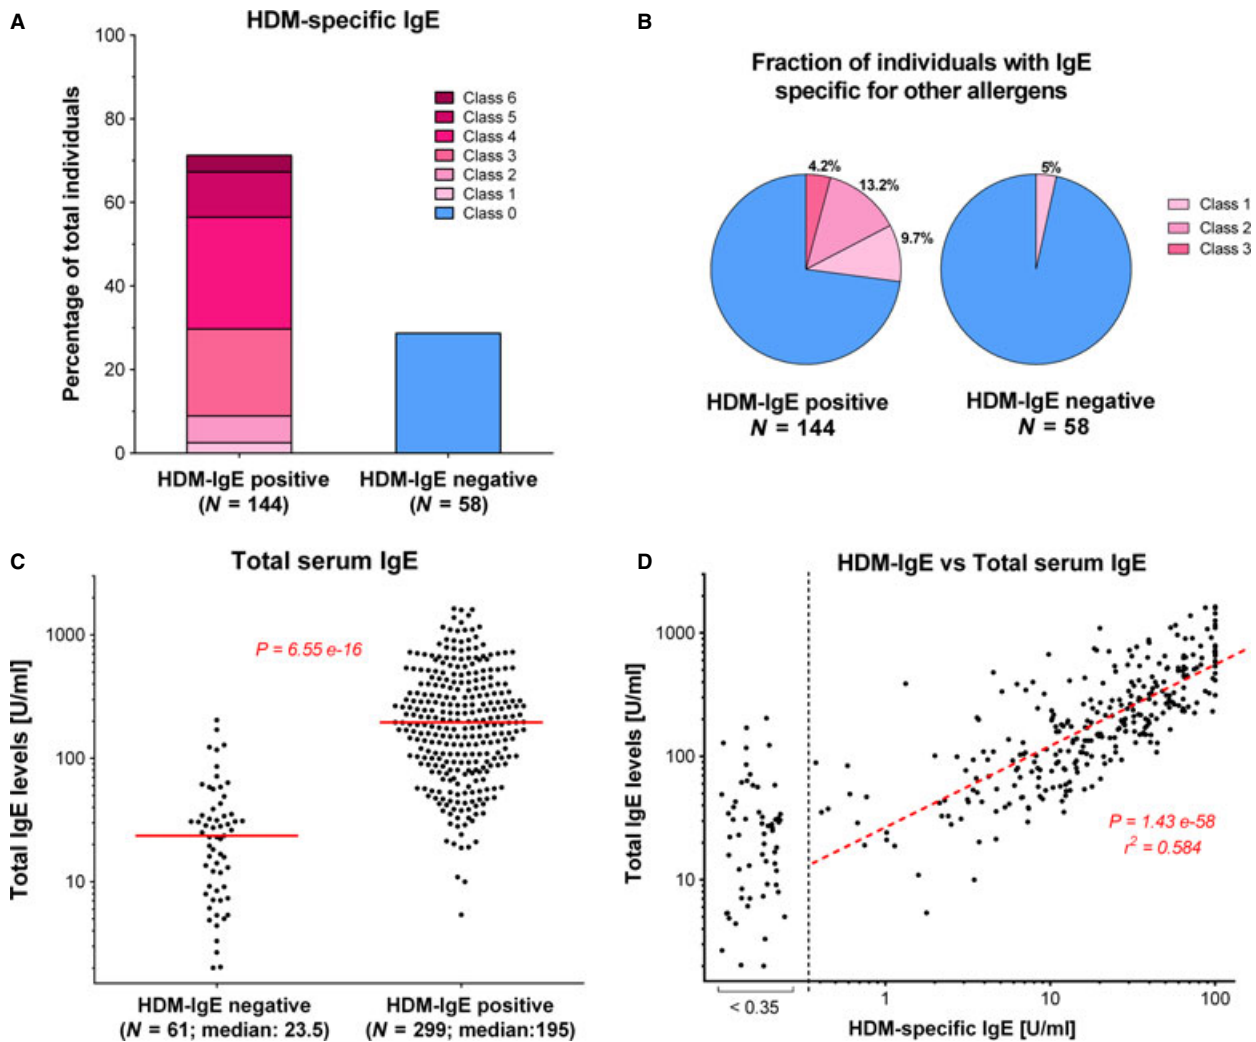 A
HDM-specific IgE
Percentage of total individuals
100
80
60
40
20
0
Class 6
Class 5
Class 4
Class 3
Class 2
Class 1
Class 0
HDM-IgE positive
(N = 144)
HDM-IgE negative
(N = 58)
B
Fraction of individuals with IgE
specific for other allergens
4.2%
13.2%
9.7%
5%
Class 1
Class 2
Class 3
HDM-IgE positive
N = 144
HDM-IgE negative
N = 58
C
Total serum IgE
Total IgE levels [U/ml]
1000
100
10
P = 6.55 e-16
HDM-IgE negative
(N = 61; median: 23.5)
HDM-IgE positive
(N = 299; median:195)
D
HDM-IgE vs Total serum IgE
Total IgE levels [U/ml]
1000
100
10
P = 1.43 e-58
r² = 0.584
< 0.35
1
10
100
HDM-specific IgE [U/ml]